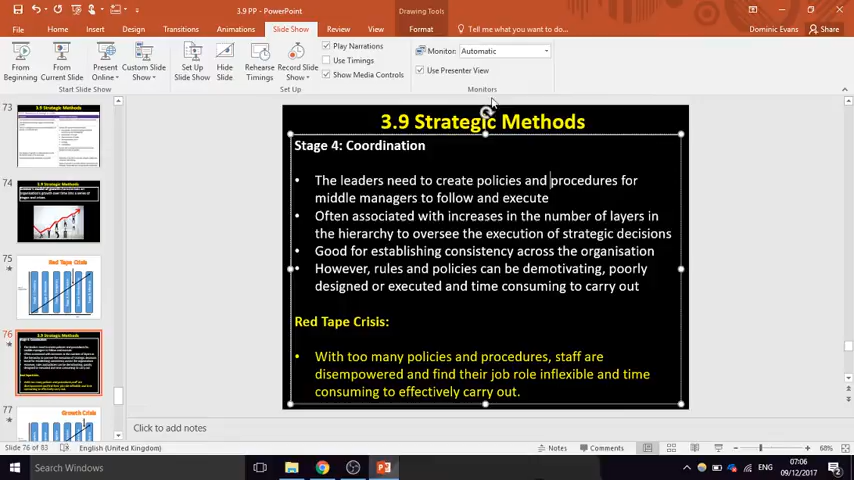 3.9 PP - PowerPoint
Drawing Tools
Dominic Evans
File Home Insert Design Transitions Animations Slide Show Review View Format Tell me what you want to do... Share
From Beginning
From Current Slide
Present Online
Custom Slide Show
Set Up Slide Show
Hide Slide
Rehearse Timings
Record Slide Show
Play Narrations
Use Timings
Show Media Controls
Monitor: Automatic
Use Presenter View
Start Slide Show
Set Up
Monitors
73
3.9 Strategic Methods
74
3.9 Strategic Methods
75
Red Tape Crisis
76
3.9 Strategic Methods
77
Growth Crisis
3.9 Strategic Methods
Stage 4: Coordination
• The leaders need to create policies and procedures for
middle managers to follow and execute
• Often associated with increases in the number of layers in
the hierarchy to oversee the execution of strategic decisions
• Good for establishing consistency across the organisation
• However, rules and policies can be demotivating, poorly
designed or executed and time consuming to carry out
Red Tape Crisis:
• With too many policies and procedures, staff are
disempowered and find their job role inflexible and time
consuming to effectively carry out.
Click to add notes
Slide 76 of 83 English (United Kingdom) Notes Comments 68%
Search Windows
ENG
07:06
09/12/2017